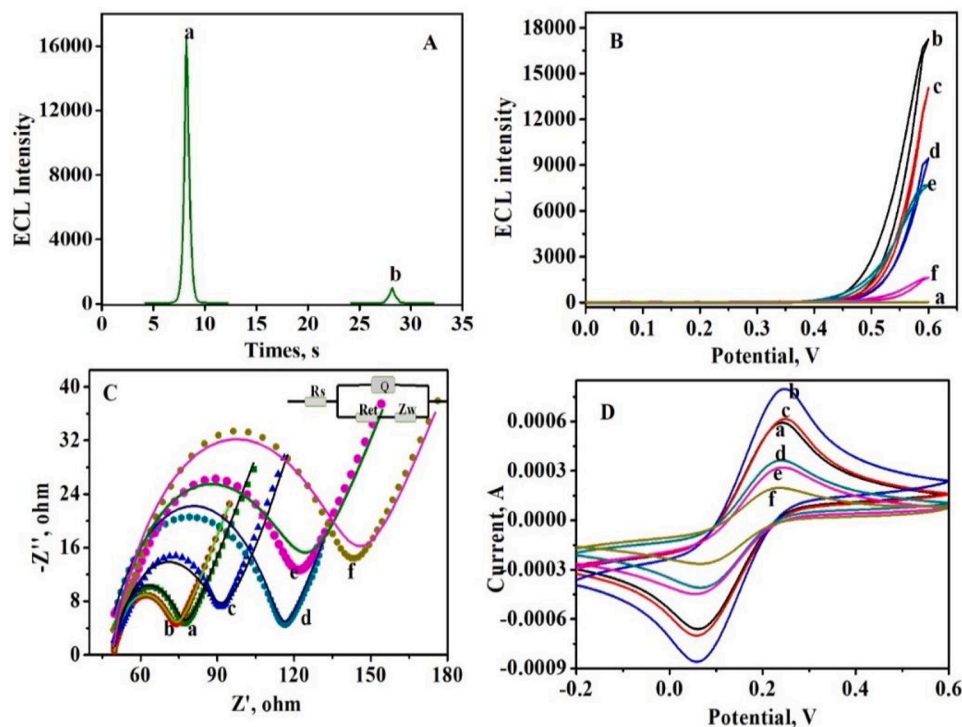 A
a
b
ECL Intensity
16000
12000
8000
4000
0
0 5 10 15 20 25 30 35
Times, s
B
b
c
d
e
f
a
ECL intensity
18000
15000
12000
9000
6000
3000
0
0.0 0.1 0.2 0.3 0.4 0.5 0.6
Potential, V
C
Rs
Q
Ret
Zw
-Z'', ohm
40
32
24
16
8
0
b a c d e f
60 90 120 150 180
Z', ohm
D
b
c
a
d
e
f
Current, A
0.0006
0.0003
0.0000
-0.0003
-0.0006
-0.0009
-0.2 0.0 0.2 0.4 0.6
Potential, V